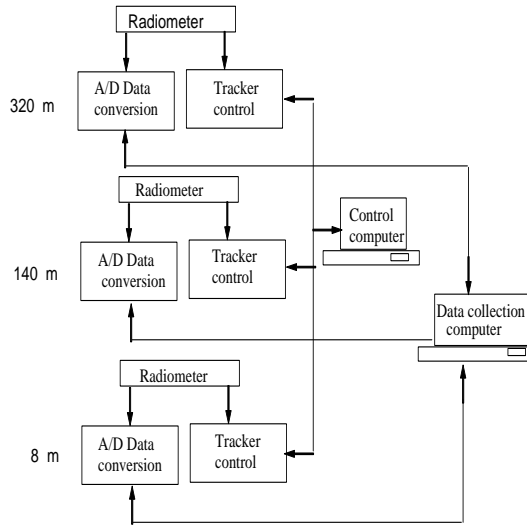 Radiometer
320 m
A/D Data
conversion
Tracker
control
Radiometer
Control
computer
140 m
A/D Data
conversion
Tracker
control
Data collection
computer
Radiometer
8 m
A/D Data
conversion
Tracker
control